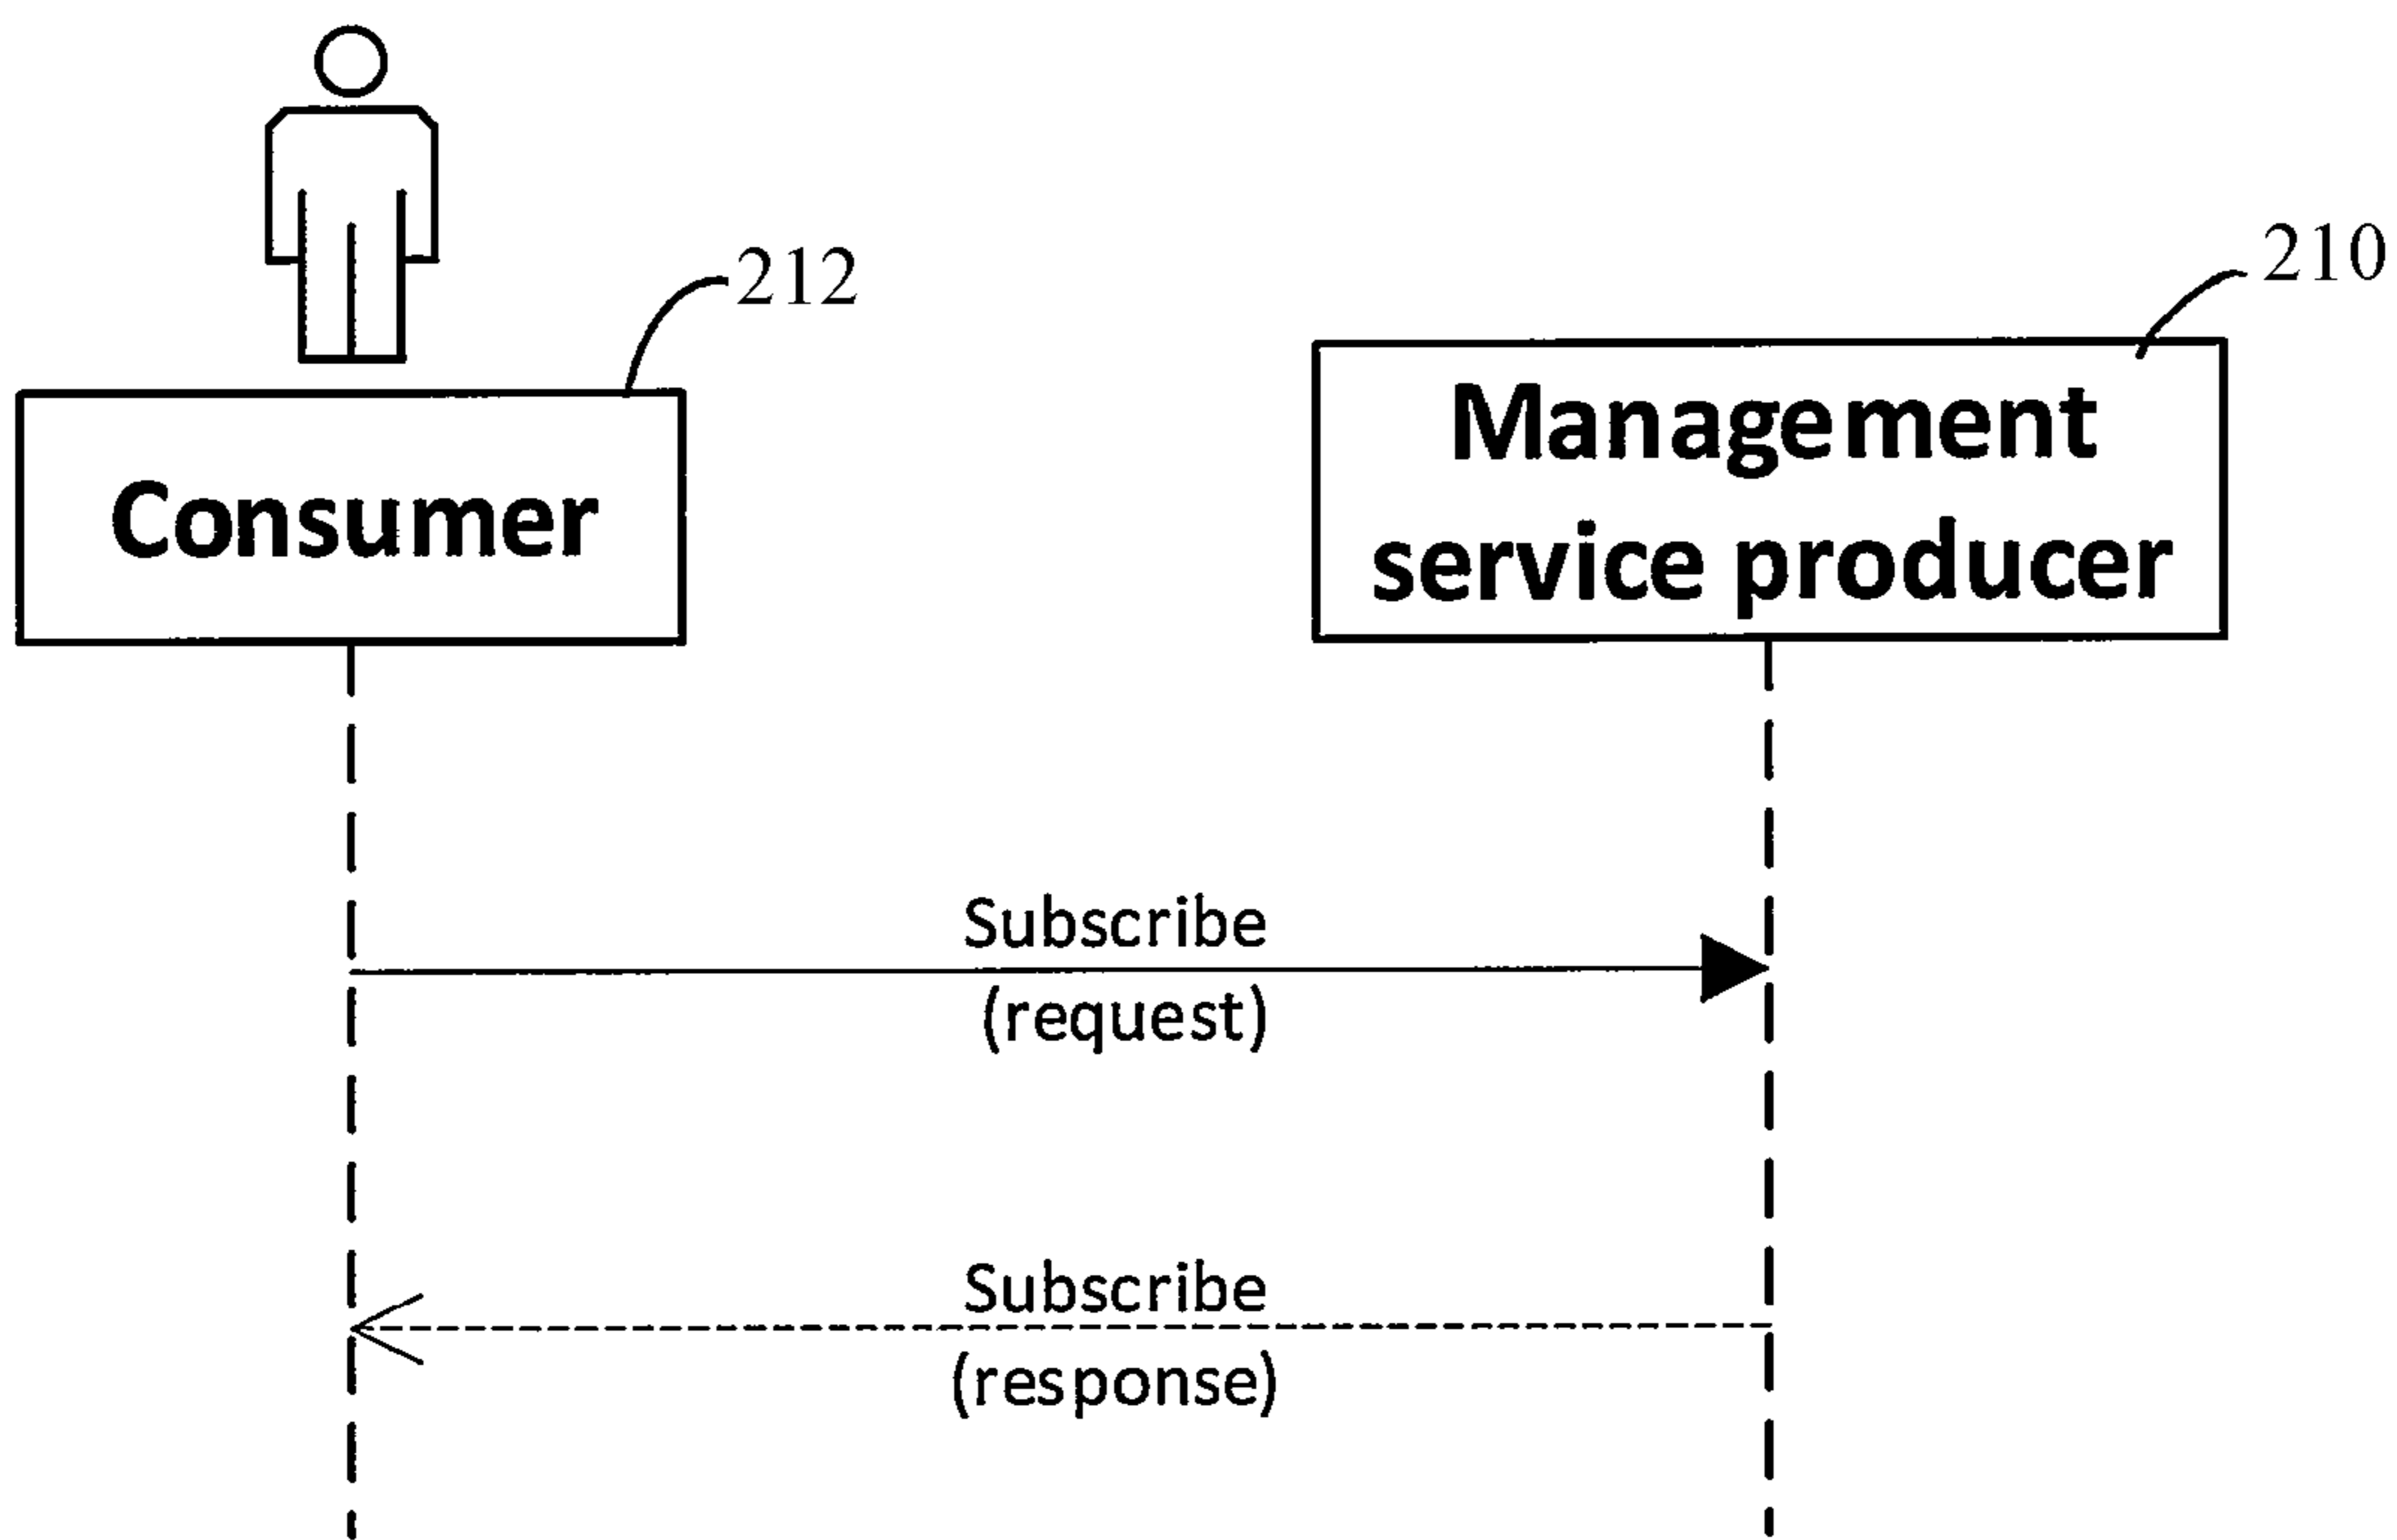 212
210
Consumer
Management
service producer
Subscribe
(request)
Subscribe
(response)